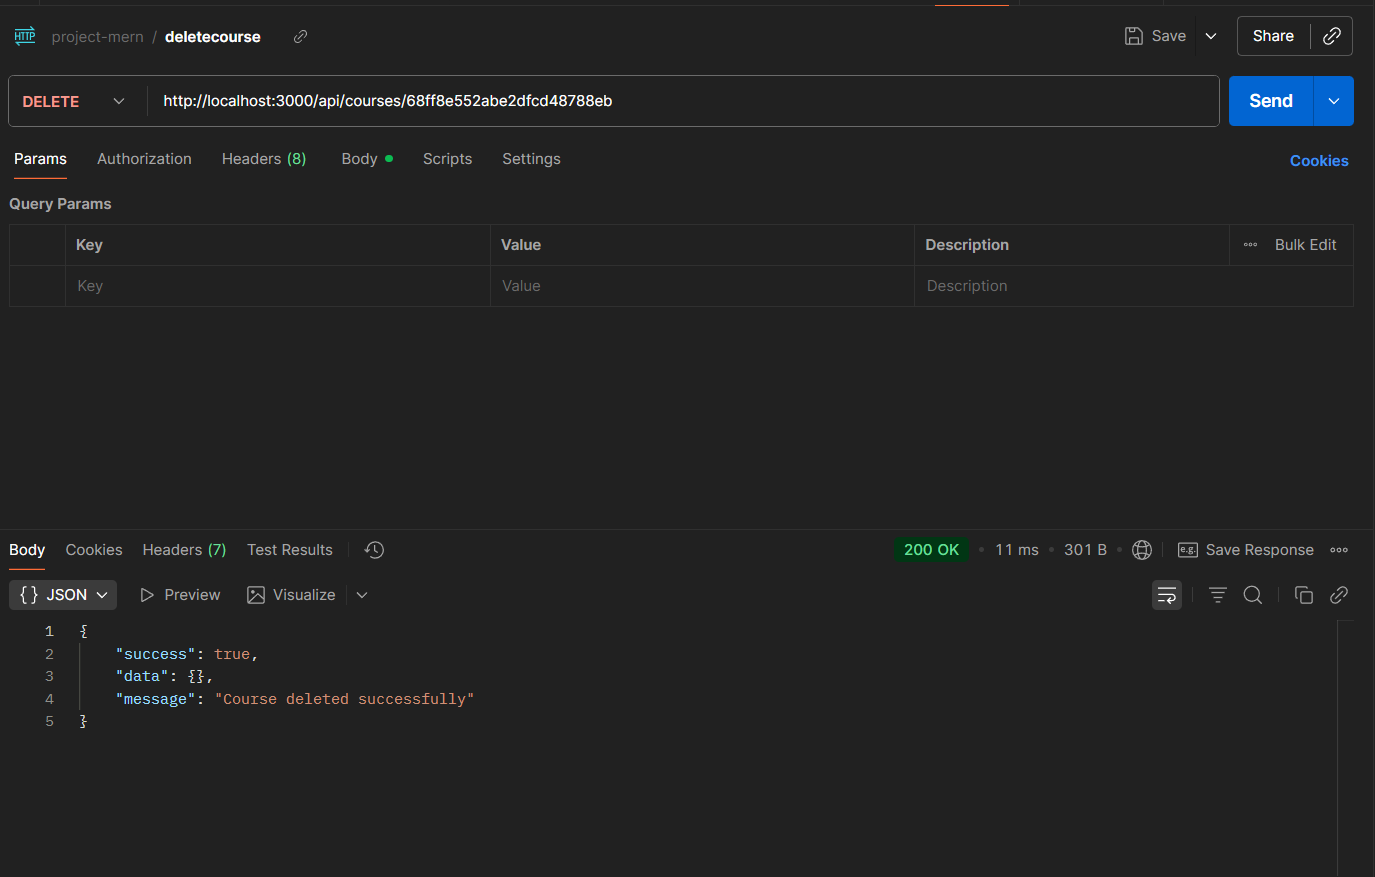 HTTP project-mern / deletecourse Save Share
DELETE http://localhost:3000/api/courses/68ff8e552abe2dfcd48788eb Send
Params Authorization Headers (8) Body Scripts Settings Cookies
Query Params
Key Value Description Bulk Edit
Key Value Description
Body Cookies Headers (7) Test Results 200 OK 11 ms 301 B e.g. Save Response
{} JSON Preview Visualize
1 {
2 "success": true,
3 "data": {},
4 "message": "Course deleted successfully"
5 }